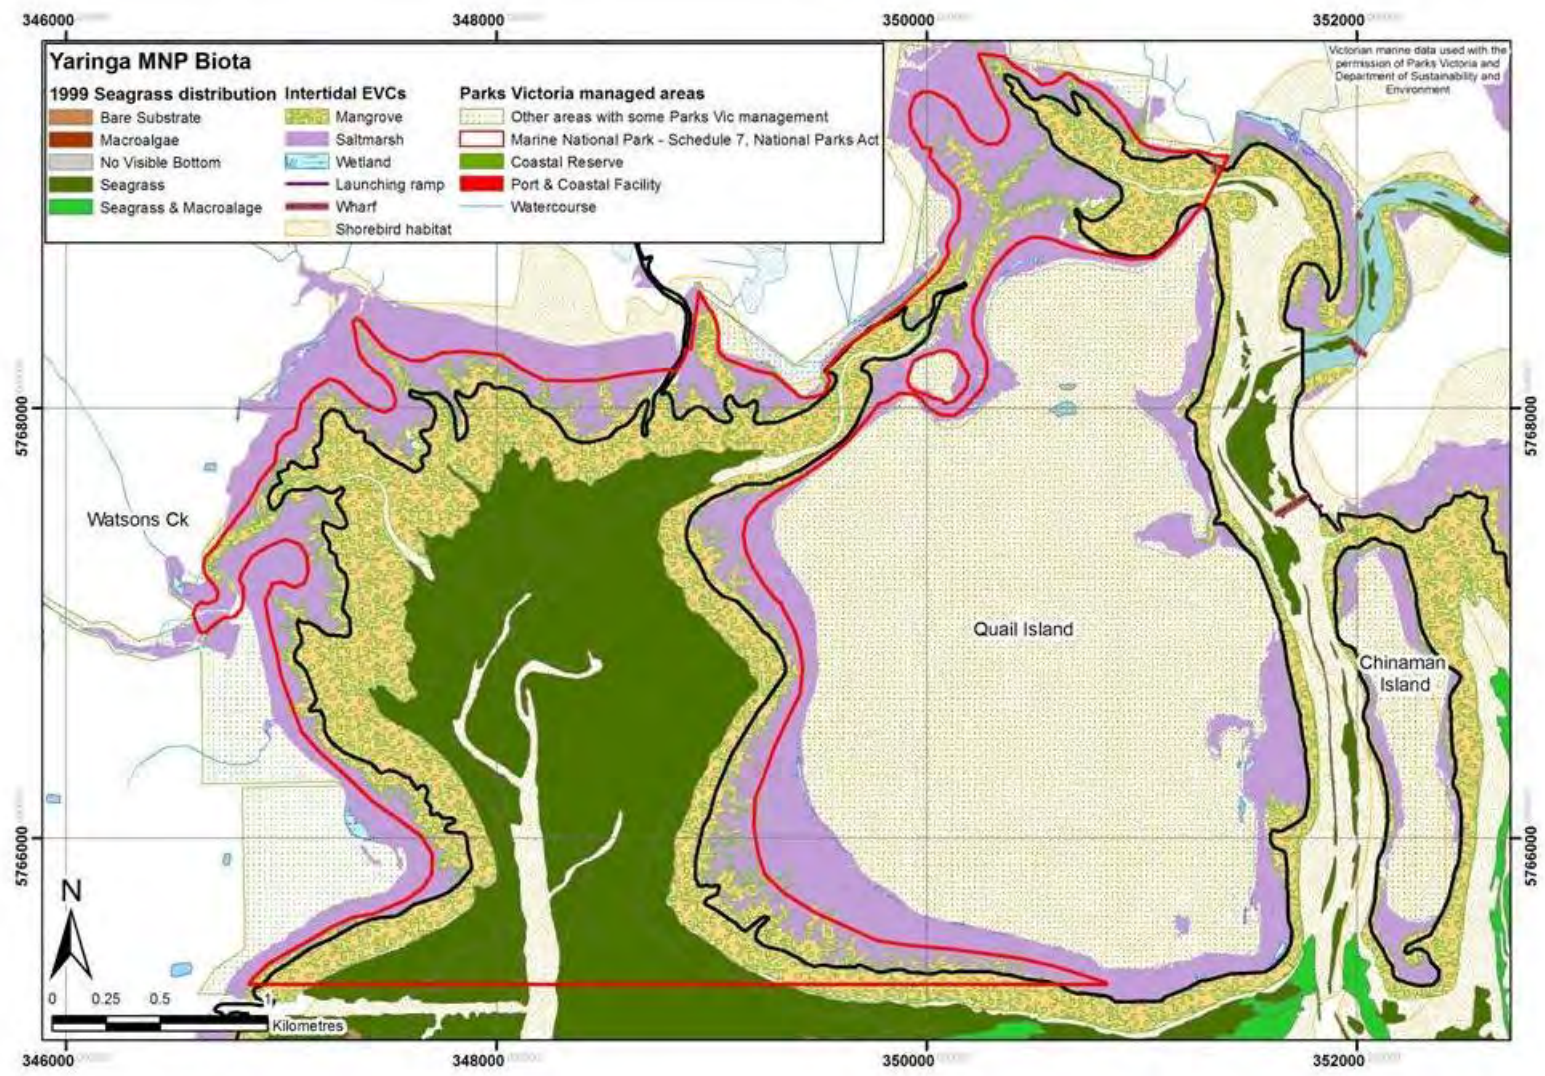 346000
348000
350000
352000
Yaringa MNP Biota
1999 Seagrass distribution
Bare Substrate
Macroalgae
No Visible Bottom
Seagrass
Seagrass & Macroalage
Intertidal EVCs
Mangrove
Saltmarsh
Wetland
Launching ramp
Wharf
Shorebird habitat
Parks Victoria managed areas
Other areas with some Parks Vic management
Marine National Park - Schedule 7, National Parks Act
Coastal Reserve
Port & Coastal Facility
Watercourse
Victorian marine data used with the
permission of Parks Victoria and
Department of Sustainability and
Environment
5768000
5768000
Watsons Ck
Quail Island
Chinaman
Island
5766000
5766000
N
0 0.25 0.5 1
Kilometres
346000
348000
350000
352000